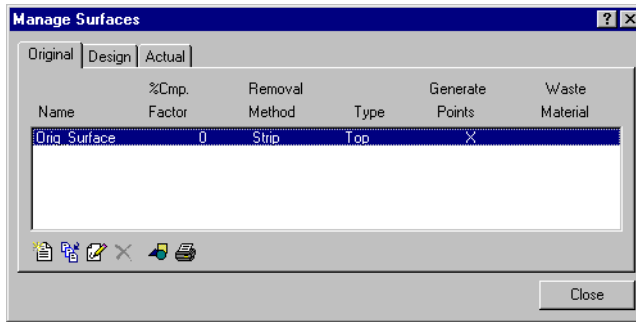 Manage Surfaces
Original Design Actual
%Cmp. Removal Generate Waste
Name Factor Method Type Points Material
Orig. Surface 0 Strip Top X
Close